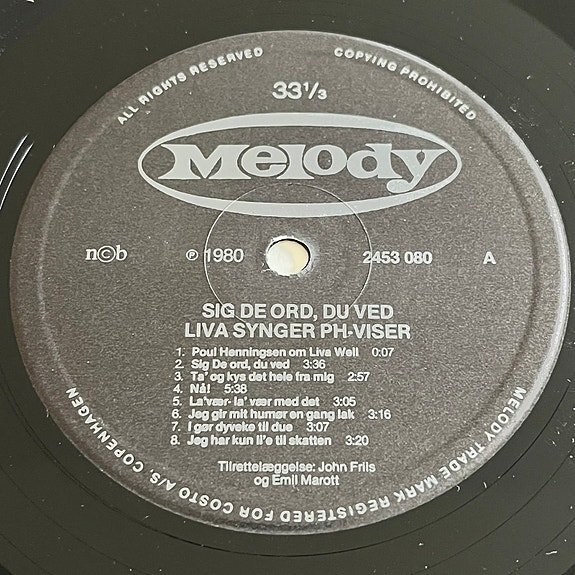 ALL RIGHTS RESERVED COPYING PROHIBITED
33 1/3
Melody
n©b ℗ 1980 2453 080 A
SIG DE ORD, DU VED
LIVA SYNGER PH-VISER
1. Poul Henningsen om Liva Weel 0:07
2. Sig De ord, du ved 3:36
3. Ta' og kys det hele fra mig 2:57
4. Nå! 5:38
5. La'vær- la' vær med det 3:05
6. Jeg gir mit humør en gang lak 3:16
7. I gør dyveke til due 3:07
8. Jeg har kun li'e til skatten 3:20
Tilrettelæggelse: John Friis
og Emil Marott
MELODY TRADE MARK REGISTERED FOR COSTO A/S. COPENHAGEN